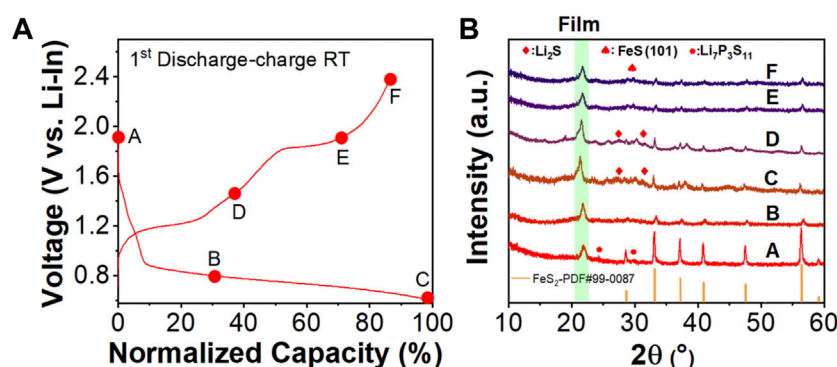 A
1st Discharge-charge RT
Voltage (V vs. Li-In)
2.4
2.0
1.6
1.2
0.8
A
B
C
D
E
F
0 20 40 60 80 100
Normalized Capacity (%)
B
Film
♦:Li₂S ♠:FeS (101) ●:Li₇P₃S₁₁
Intensity (a.u.)
F
E
D
C
B
A
FeS₂-PDF#99-0087
10 20 30 40 50 60
2θ (°)